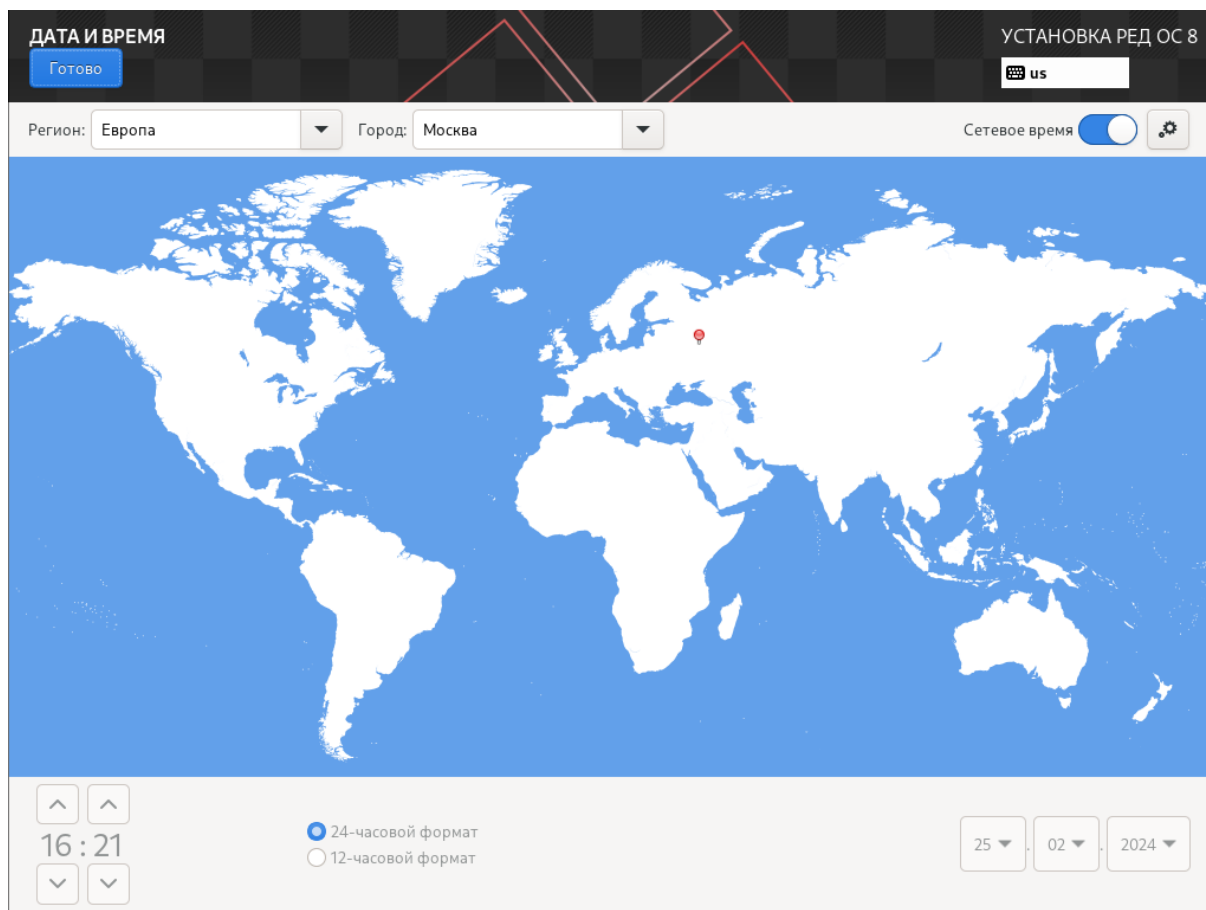 ДАТА И ВРЕМЯ
УСТАНОВКА РЕД ОС 8
Готово
us
Регион: Европа Город: Москва Сетевое время
16 : 21
24-часовой формат
12-часовой формат
25 . 02 . 2024